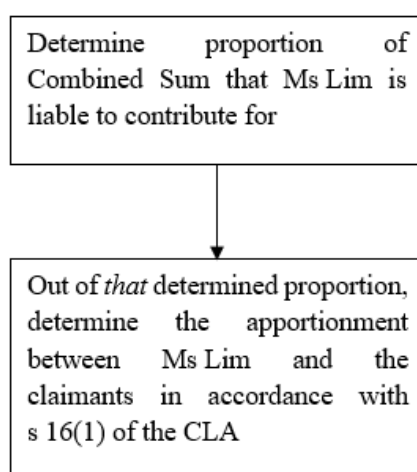 Determine proportion of
Combined Sum that Ms Lim is
liable to contribute for
Out of that determined proportion,
determine the apportionment
between Ms Lim and the
claimants in accordance with
s 16(1) of the CLA